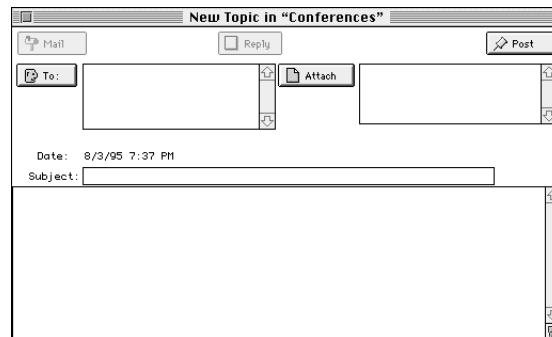 New Topic in “Conferences”
Mail Reply Post
To: Attach
Date: 8/3/95 7:37 PM
Subject: